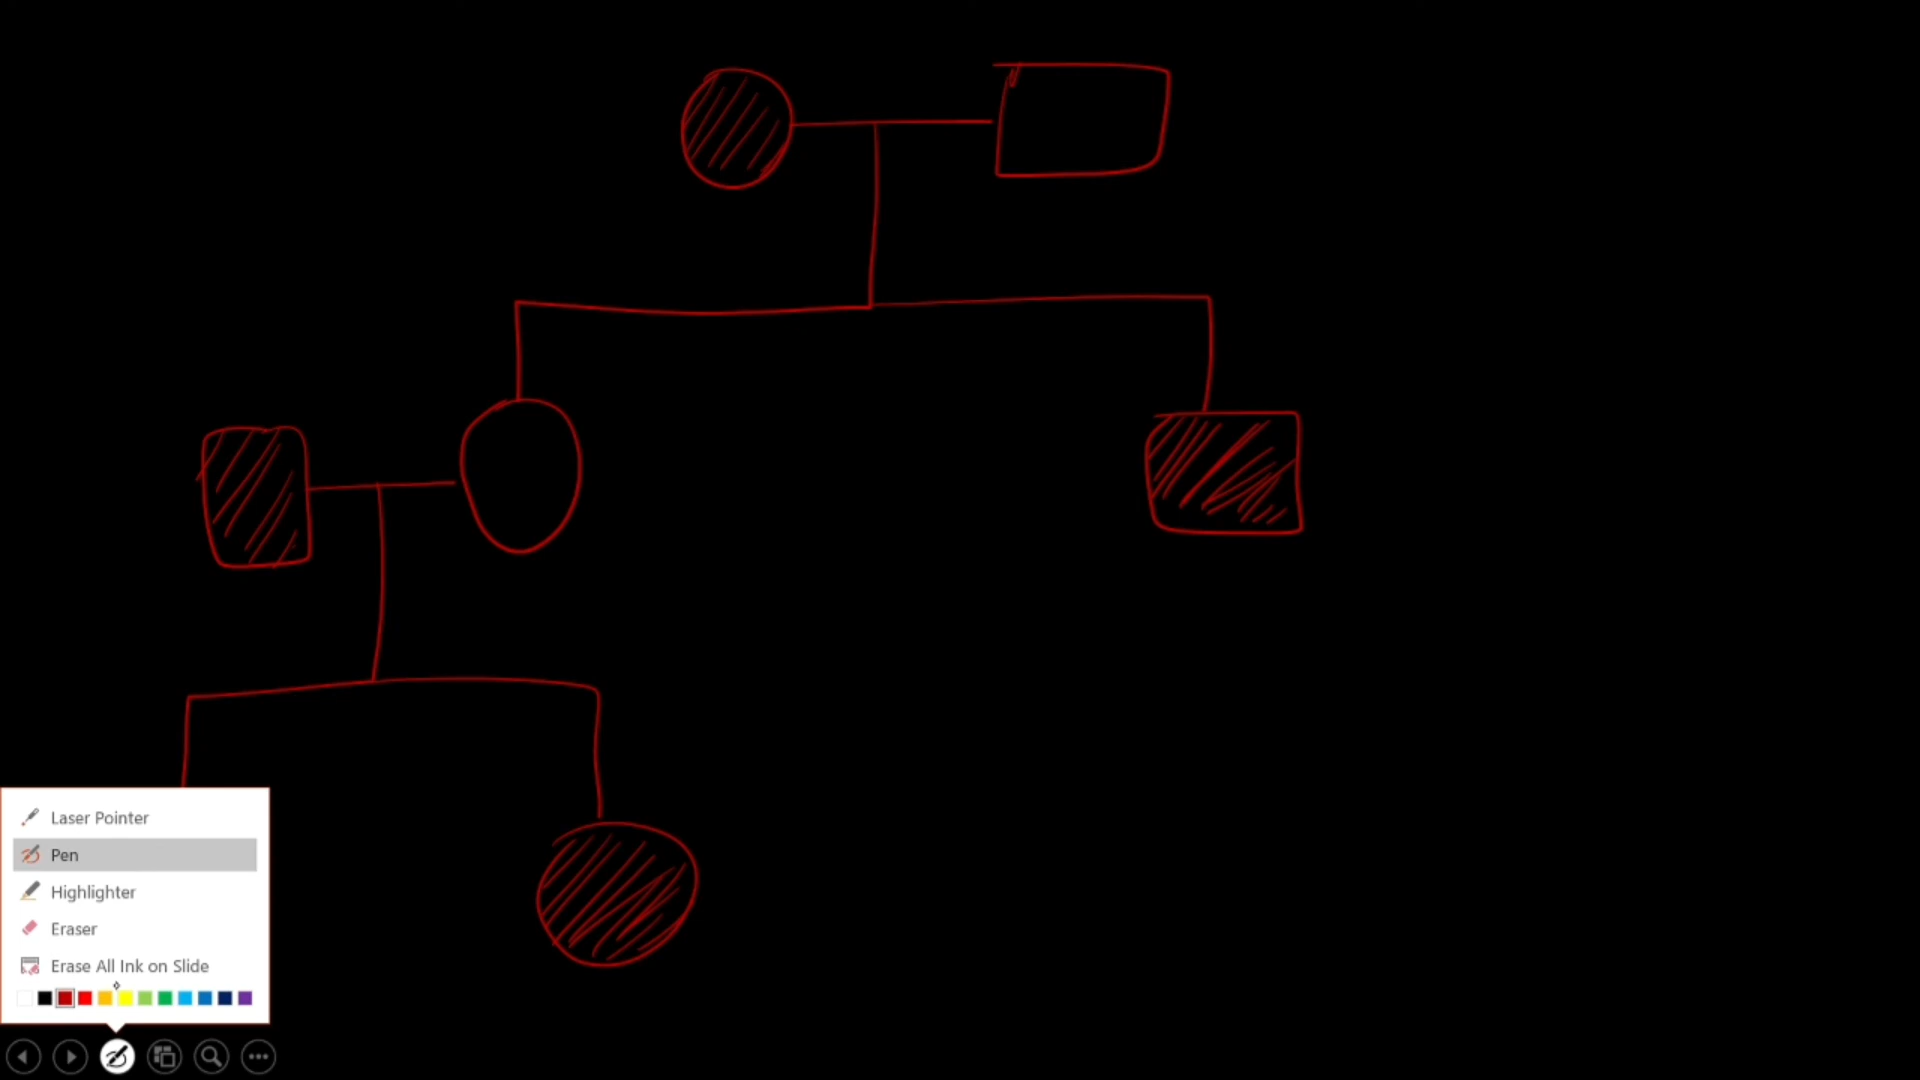 Laser Pointer
Pen
Highlighter
Eraser
Erase All Ink on Slide